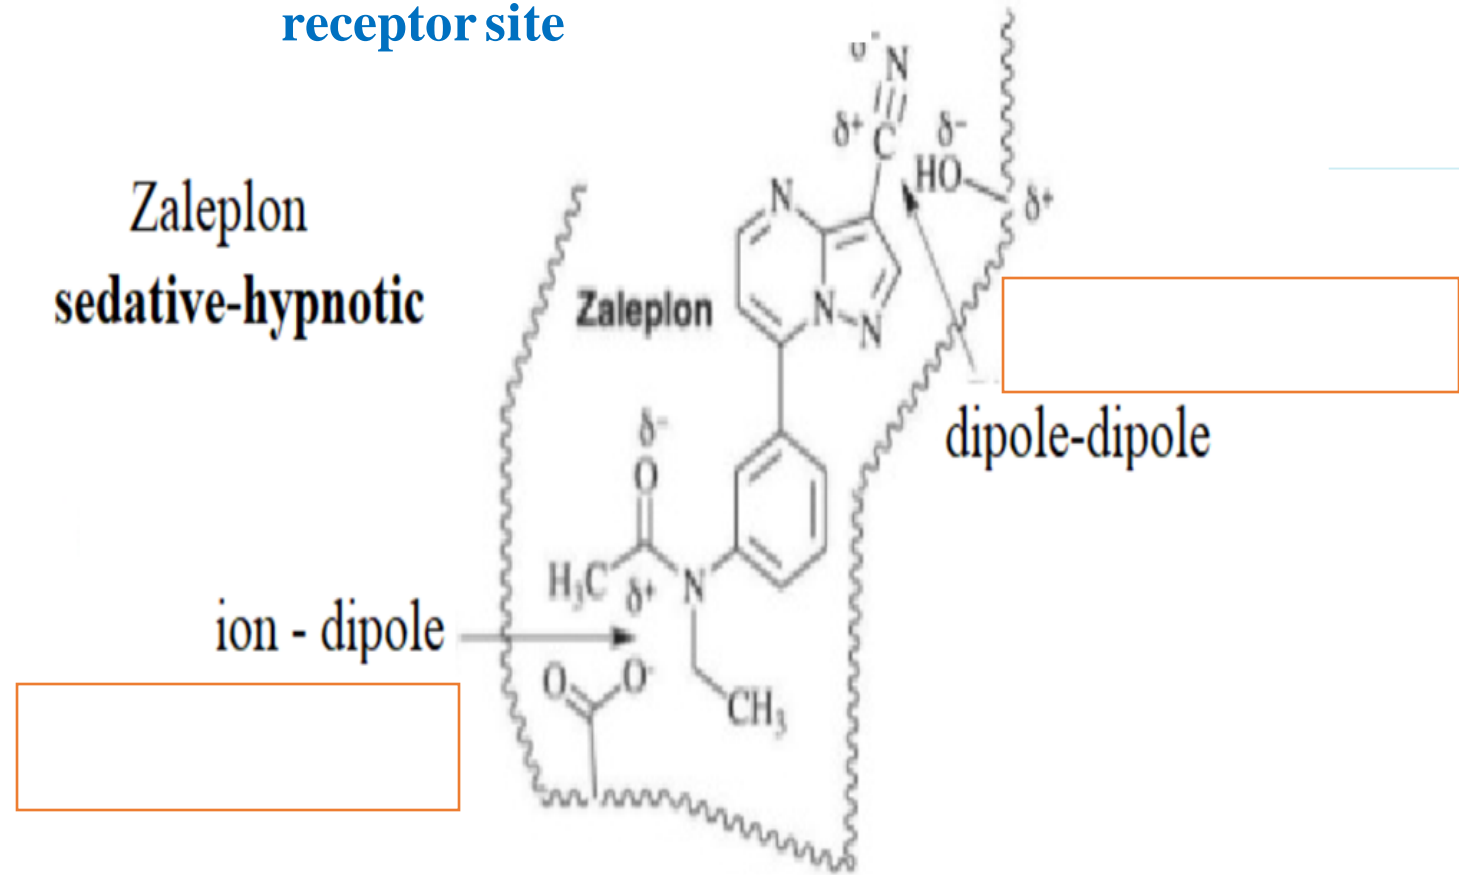 receptor site
δ- N
δ+ C
δ-
HO
δ+
Zaleplon
sedative-hypnotic
N
Zaleplon
N
N
dipole-dipole
δ-
O
H₃C
δ+
N
ion - dipole
O
O-
CH₃